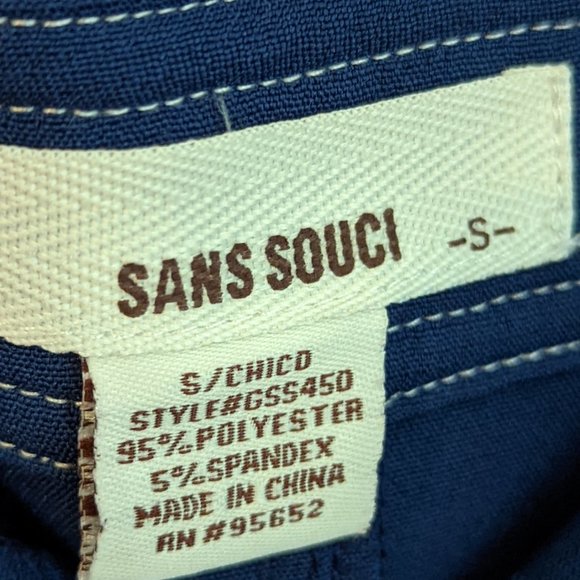 SANS SOUCI -S-
S/CHICO
STYLE#GSS450
95%POLYESTER
5%SPANDEX
MADE IN CHINA
RN #95652